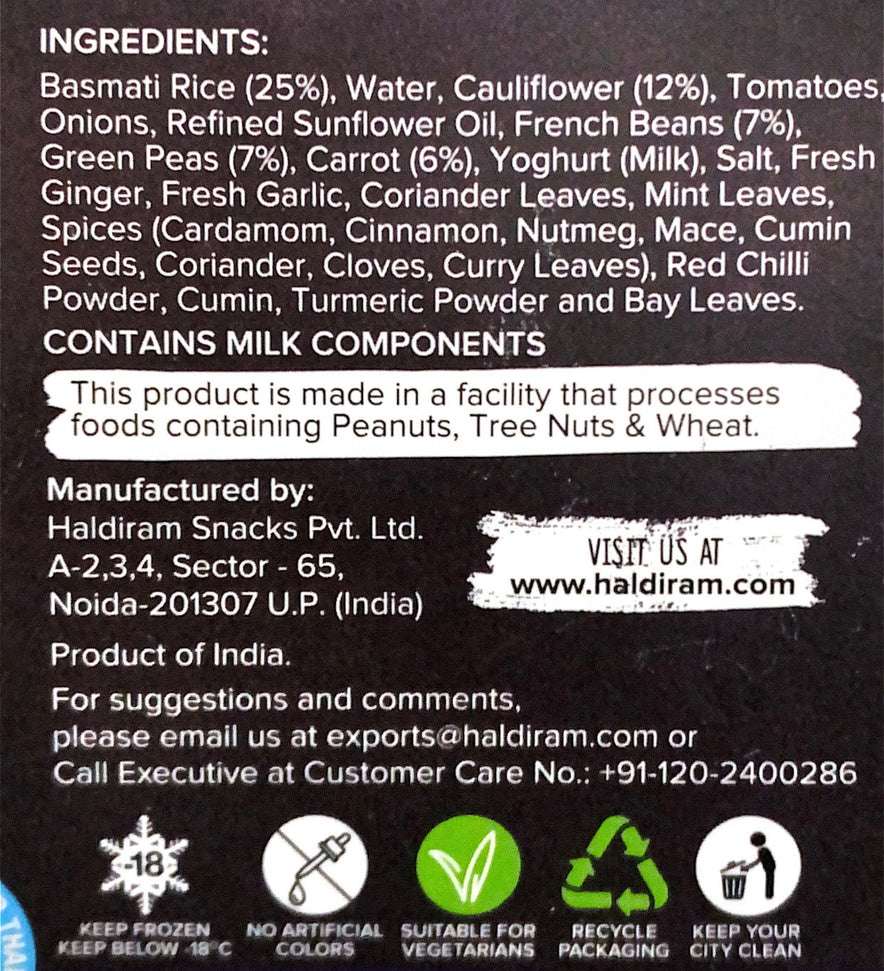 INGREDIENTS:
Basmati Rice (25%), Water, Cauliflower (12%), Tomatoes,
Onions, Refined Sunflower Oil, French Beans (7%),
Green Peas (7%), Carrot (6%), Yoghurt (Milk), Salt, Fresh
Ginger, Fresh Garlic, Coriander Leaves, Mint Leaves,
Spices (Cardamom, Cinnamon, Nutmeg, Mace, Cumin
Seeds, Coriander, Cloves, Curry Leaves), Red Chilli
Powder, Cumin, Turmeric Powder and Bay Leaves.
CONTAINS MILK COMPONENTS
This product is made in a facility that processes
foods containing Peanuts, Tree Nuts & Wheat.
Manufactured by:
Haldiram Snacks Pvt. Ltd.
A-2,3,4, Sector - 65,
Noida-201307 U.P. (India)
VISIT US AT
www.haldiram.com
Product of India.
For suggestions and comments,
please email us at exports@haldiram.com or
Call Executive at Customer Care No.: +91-120-2400286
-18
KEEP FROZEN
KEEP BELOW -18°C
NO ARTIFICIAL
COLORS
SUITABLE FOR
VEGETARIANS
RECYCLE
PACKAGING
KEEP YOUR
CITY CLEAN